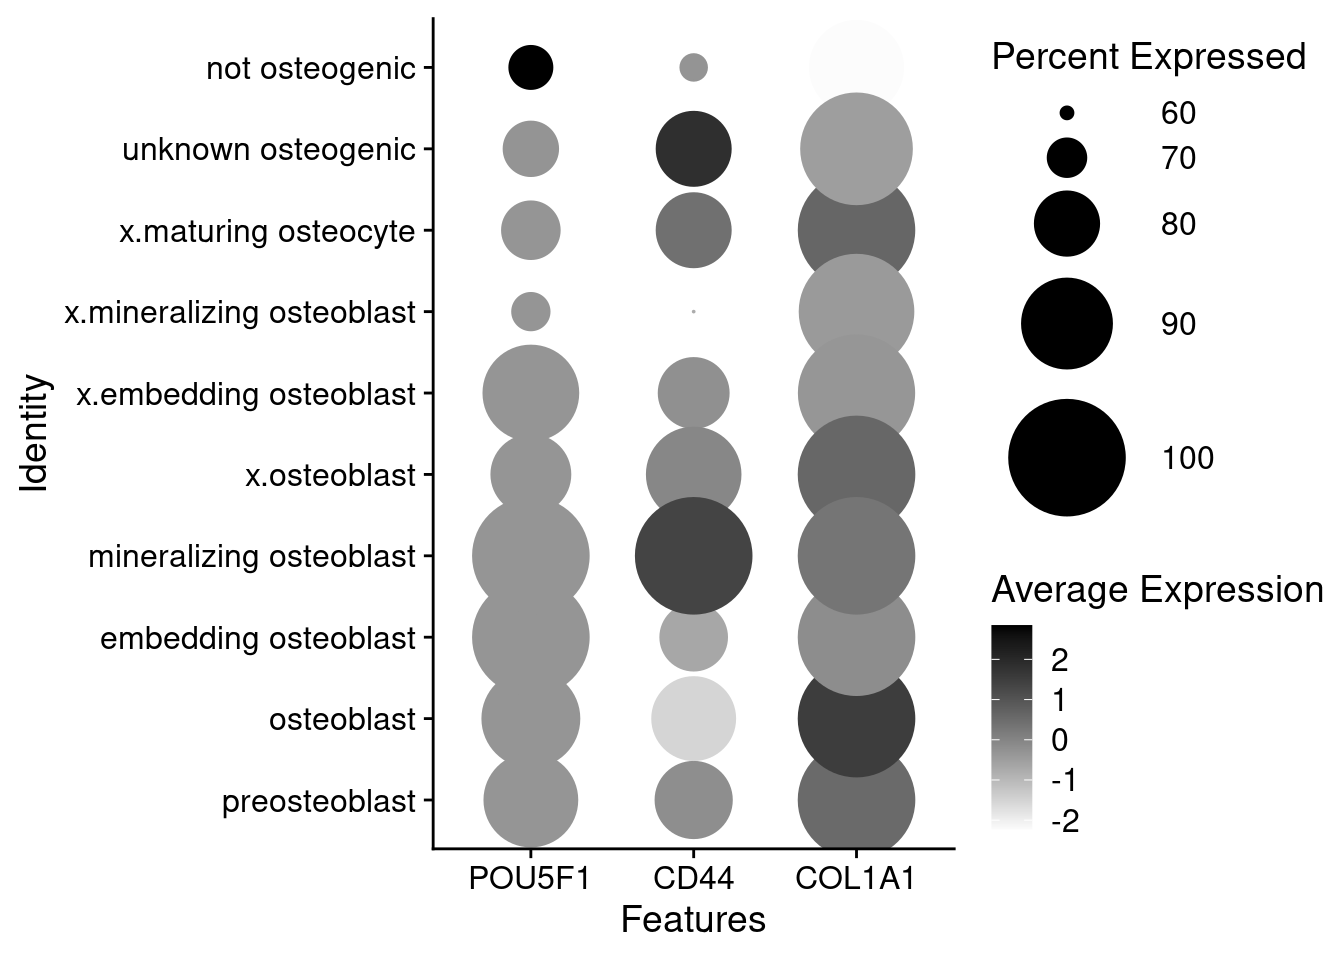 not osteogenic
unknown osteogenic
x.maturing osteocyte
x.mineralizing osteoblast
x.embedding osteoblast
x.osteoblast
mineralizing osteoblast
embedding osteoblast
osteoblast
preosteoblast
Identity
POU5F1 CD44 COL1A1
Features
Percent Expressed
60
70
80
90
100
Average Expression
2
1
0
-1
-2